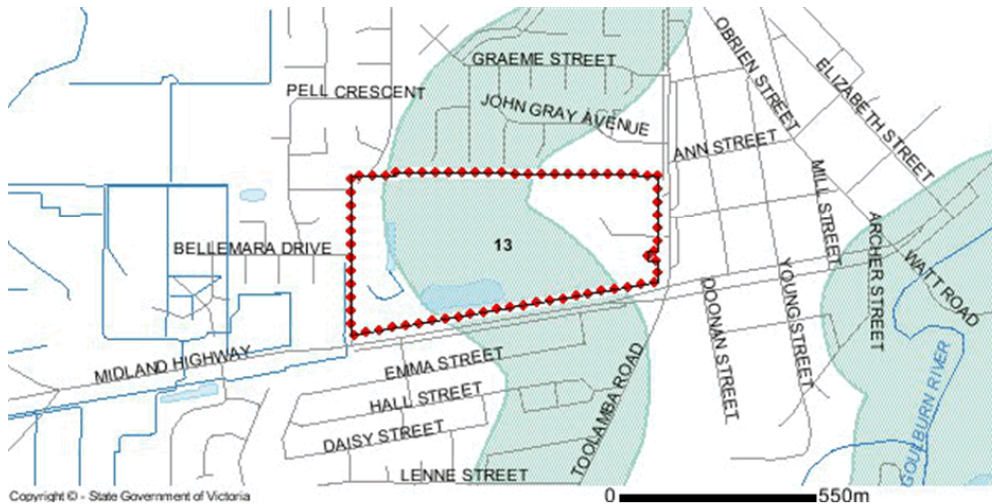 OBRIEN STREET
ELIZABETH STREET
GRAEME STREET
PELL CRESCENT
JOHN GRAY AVENUE
ANN STREET
MILL STREET
ARCHER STREET
WATT ROAD
BELLEMARA DRIVE
13
DOONAN STREET
YOUNG STREET
MIDLAND HIGHWAY
EMMA STREET
HALL STREET
DAISY STREET
TOOLAMBA ROAD
GOULBURN RIVER
LENNE STREET
Copyright © - State Government of Victoria
0 550m